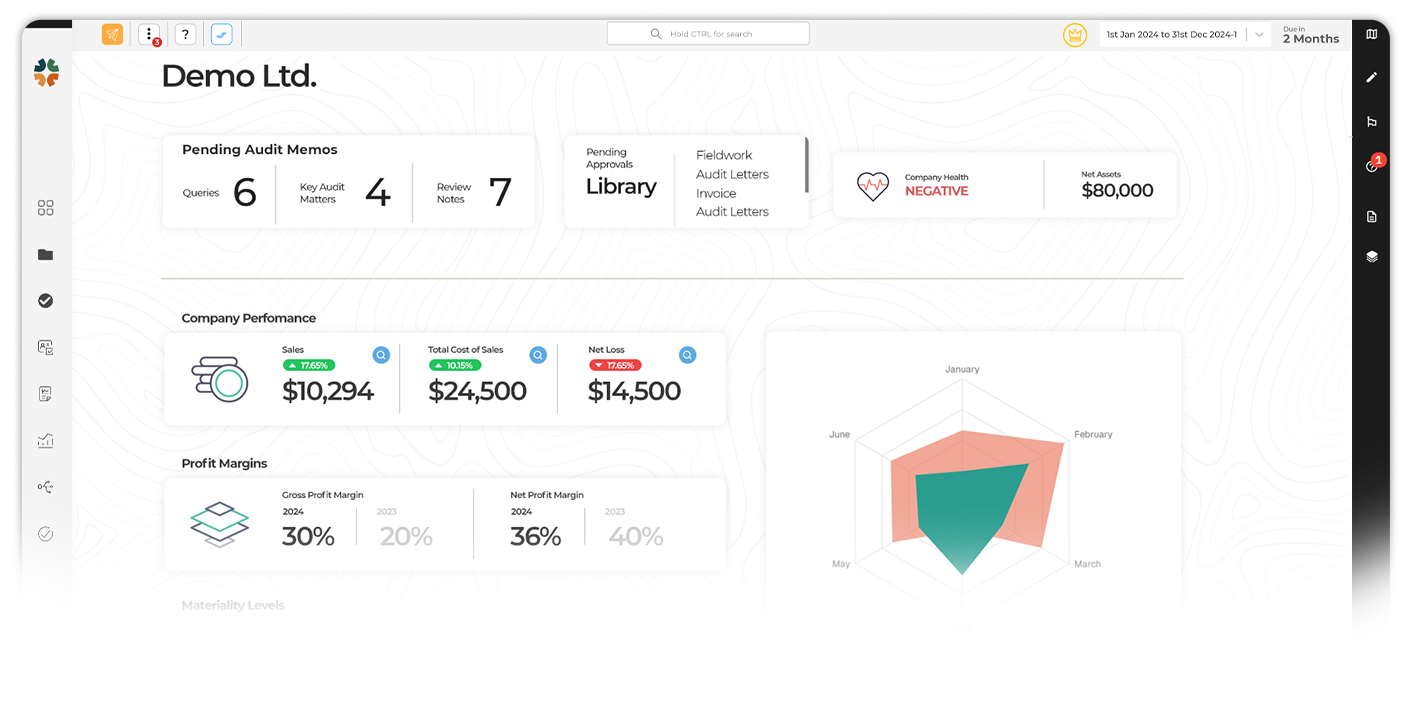 3
?
Hold CTRL for search
1st Jan 2024 to 31st Dec 2024-1
Due in
2 Months
1
Demo Ltd.
Pending Audit Memos
Queries
6
Key Audit
Matters
4
Review
Notes
7
Pending
Approvals
Library
Fieldwork
Audit Letters
Invoice
Audit Letters
Company Health
NEGATIVE
Net Assets
$80,000
Company Perfomance
Sales
17.65%
$10,294
Total Cost of Sales
10.15%
$24,500
Net Loss
17.65%
$14,500
Profit Margins
Gross Profit Margin
2024
30%
2023
20%
Net Profit Margin
2024
36%
2023
40%
Materiality Levels
January
February
March
May
June